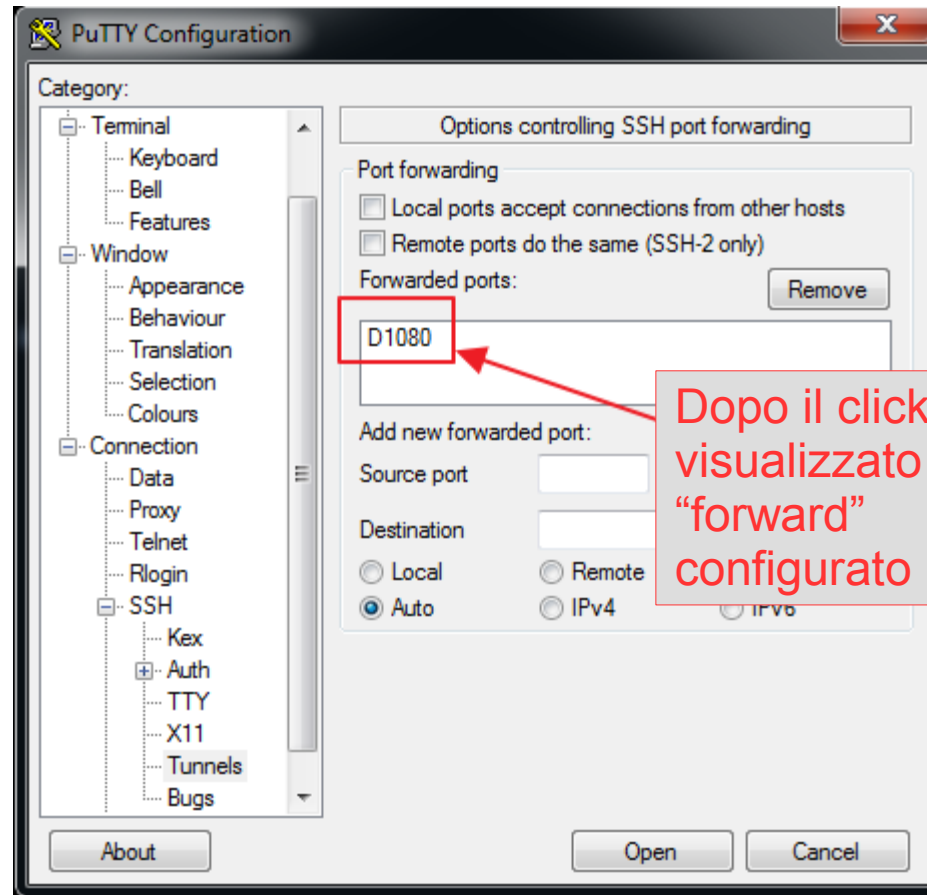 PuTTY Configuration
Category:
Terminal
Keyboard
Bell
Features
Window
Appearance
Behaviour
Translation
Selection
Colours
Connection
Data
Proxy
Telnet
Rlogin
SSH
Kex
Auth
TTY
X11
Tunnels
Bugs
Options controlling SSH port forwarding
Port forwarding
Local ports accept connections from other hosts
Remote ports do the same (SSH-2 only)
Forwarded ports:
Remove
D1080
Dopo il click
visualizzato
“forward”
configurato
Add new forwarded port:
Source port
Destination
Local Remote
Auto IPv4 IPv6
About Open Cancel